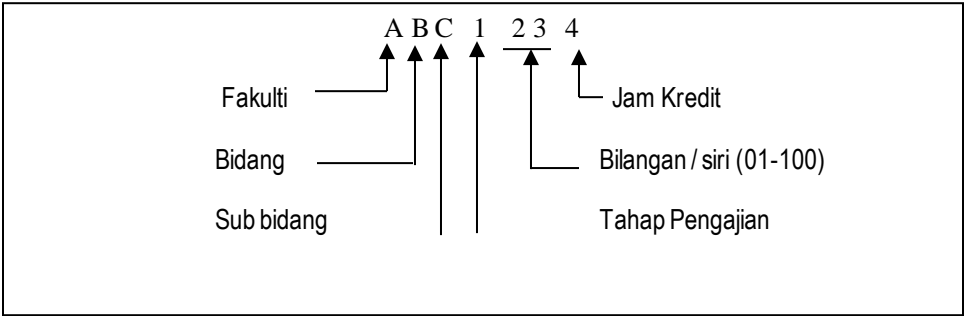 A B C 1 2 3 4
Fakulti Jam Kredit
Bidang Bilangan / siri (01-100)
Sub bidang Tahap Pengajian